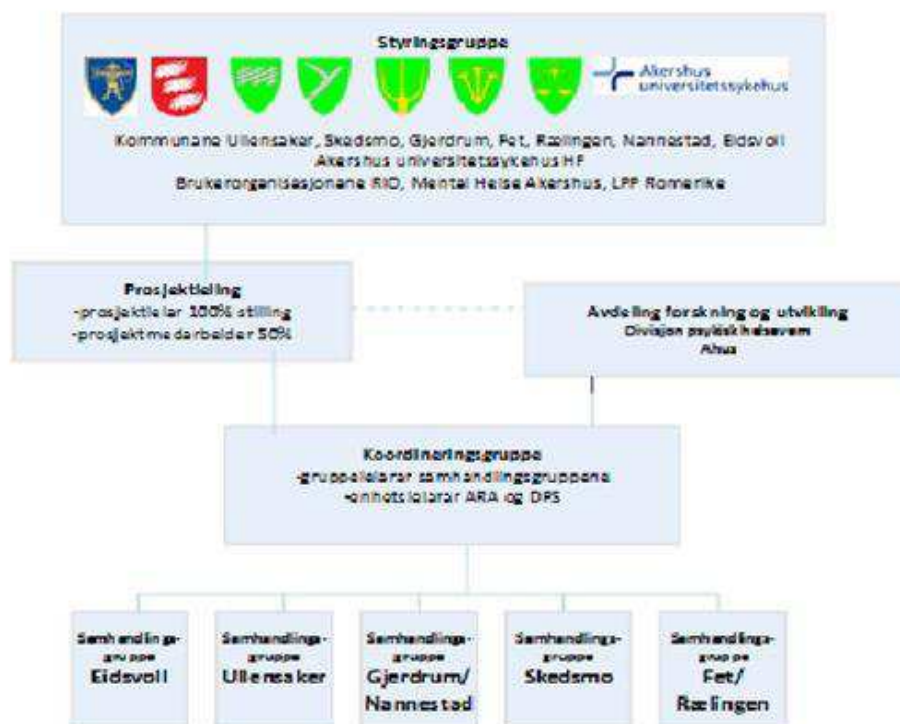 Styringsgruppe
Akershus
universitetssykehus
Kommunane Ullensaker, Skedsmo, Gjerdrum, Fet, Rælingen, Nannestad, Eidsvoll
Akershus universitetssykehus HF
Brukerorganisasjonane RIO, Mental Helse Akershus, LPP Romerike
Prosjektleiing
-prosjektleiar 100% stilling
-prosjektmedarbeider 50%
Avdeling forskning og utvikling
Divisjon psykisk helsevern
Ahus
Koordineringsgruppe
-gruppeleiarar samhandlingsgruppene
-enhetsleiarar ARA og DPS
Samhandlings-
gruppe
Eidsvoll
Samhandlings-
gruppe
Ullensaker
Samhandlings-
gruppe
Gjerdrum/
Nannestad
Samhandlings-
gruppe
Skedsmo
Samhandlings-
gruppe
Fet/
Rælingen